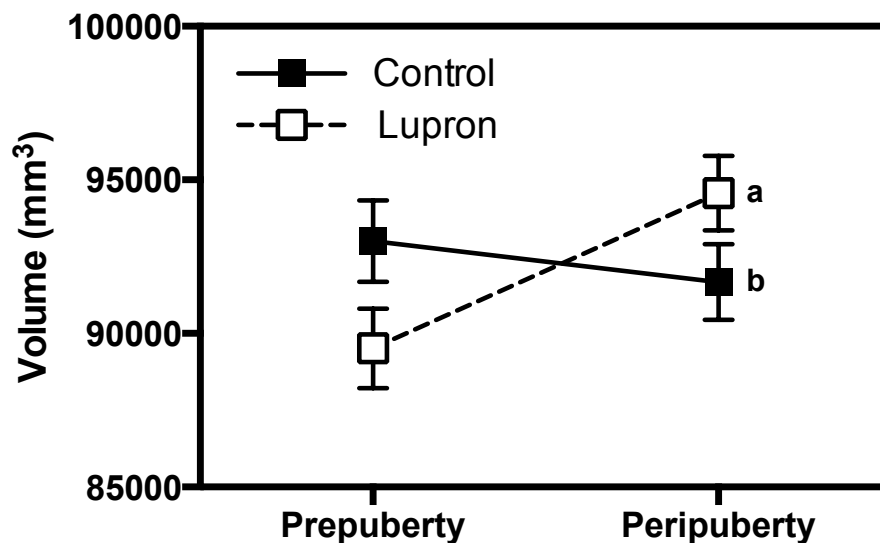 100000
Control
Lupron
95000
a
Volume (mm³)
b
90000
85000
Prepuberty
Peripuberty